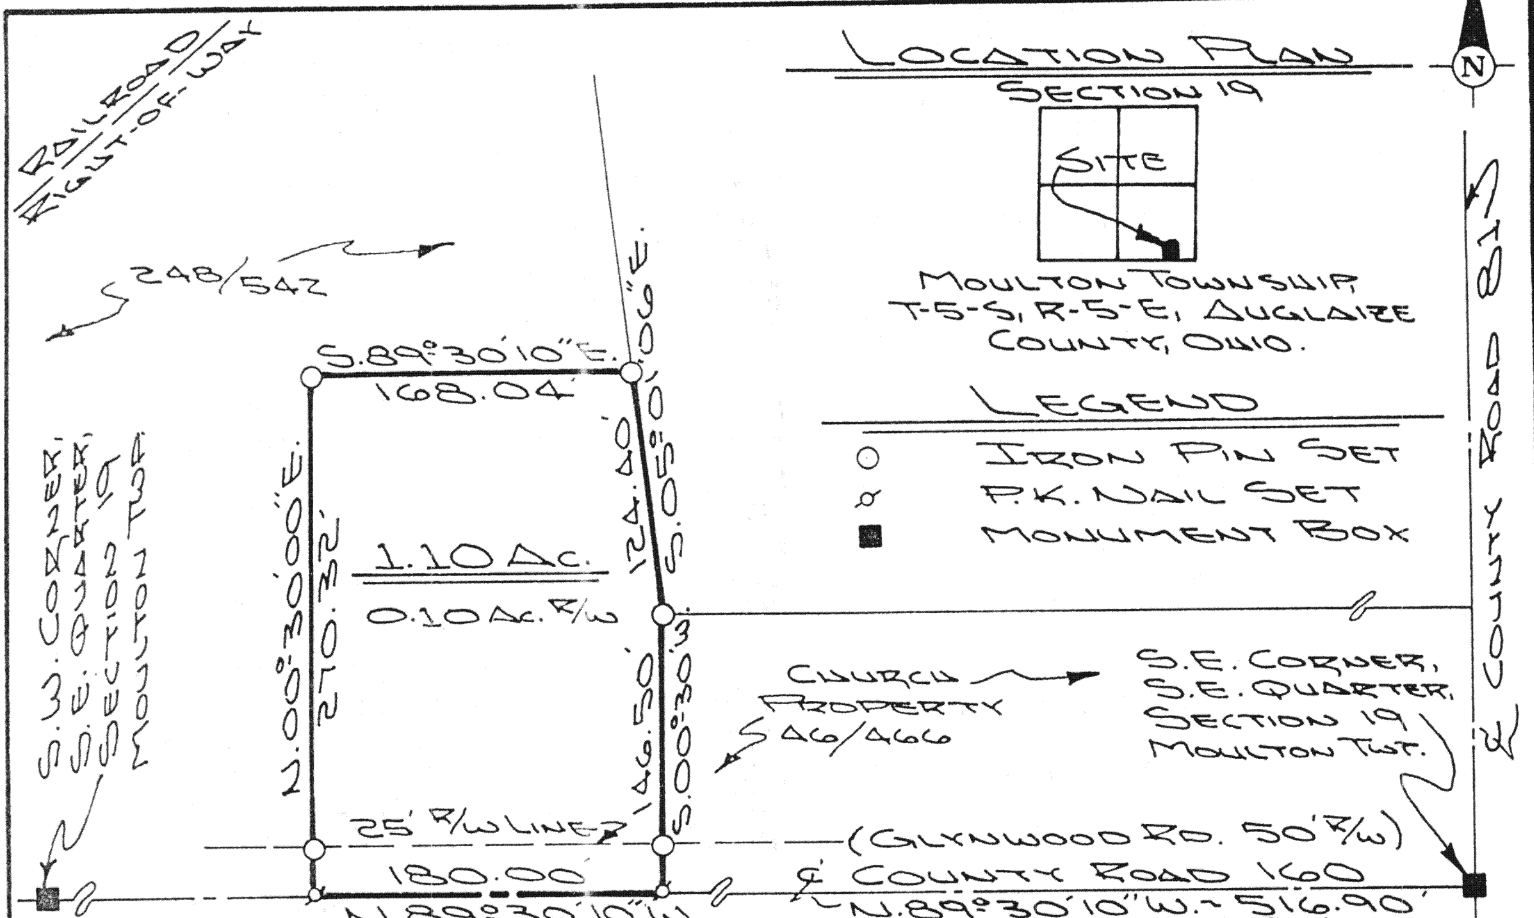 RAILROAD
RIGHT-OF-WAY
LOCATION PLAN
N
SECTION 19
SITE
MOULTON TOWNSHIP,
T-5-S, R-5-E, AUGLAIZE
COUNTY, OHIO.
248/542
S.89°30'10"E.
168.04'
124.40'
S.05°01'06"E.
LEGEND
IRON PIN SET
P.K. NAIL SET
MONUMENT BOX
S.W. CORNER,
S.E. QUARTER,
SECTION 19
MOULTON TWP.
N.00°30'00"E.
270.32'
1.10 AC.
0.10 AC. R/W
146.50'
S.00°30'W.
CHURCH
PROPERTY
46/466
S.E. CORNER,
S.E. QUARTER,
SECTION 19
MOULTON TWP.
℄ COUNTY ROAD 81
25' R/W LINE
(GLYNWOOD RD. 50' R/W)
180.00'
℄ COUNTY ROAD 160
N.89°30'10"W.
N.89°30'10"W.~516.90'